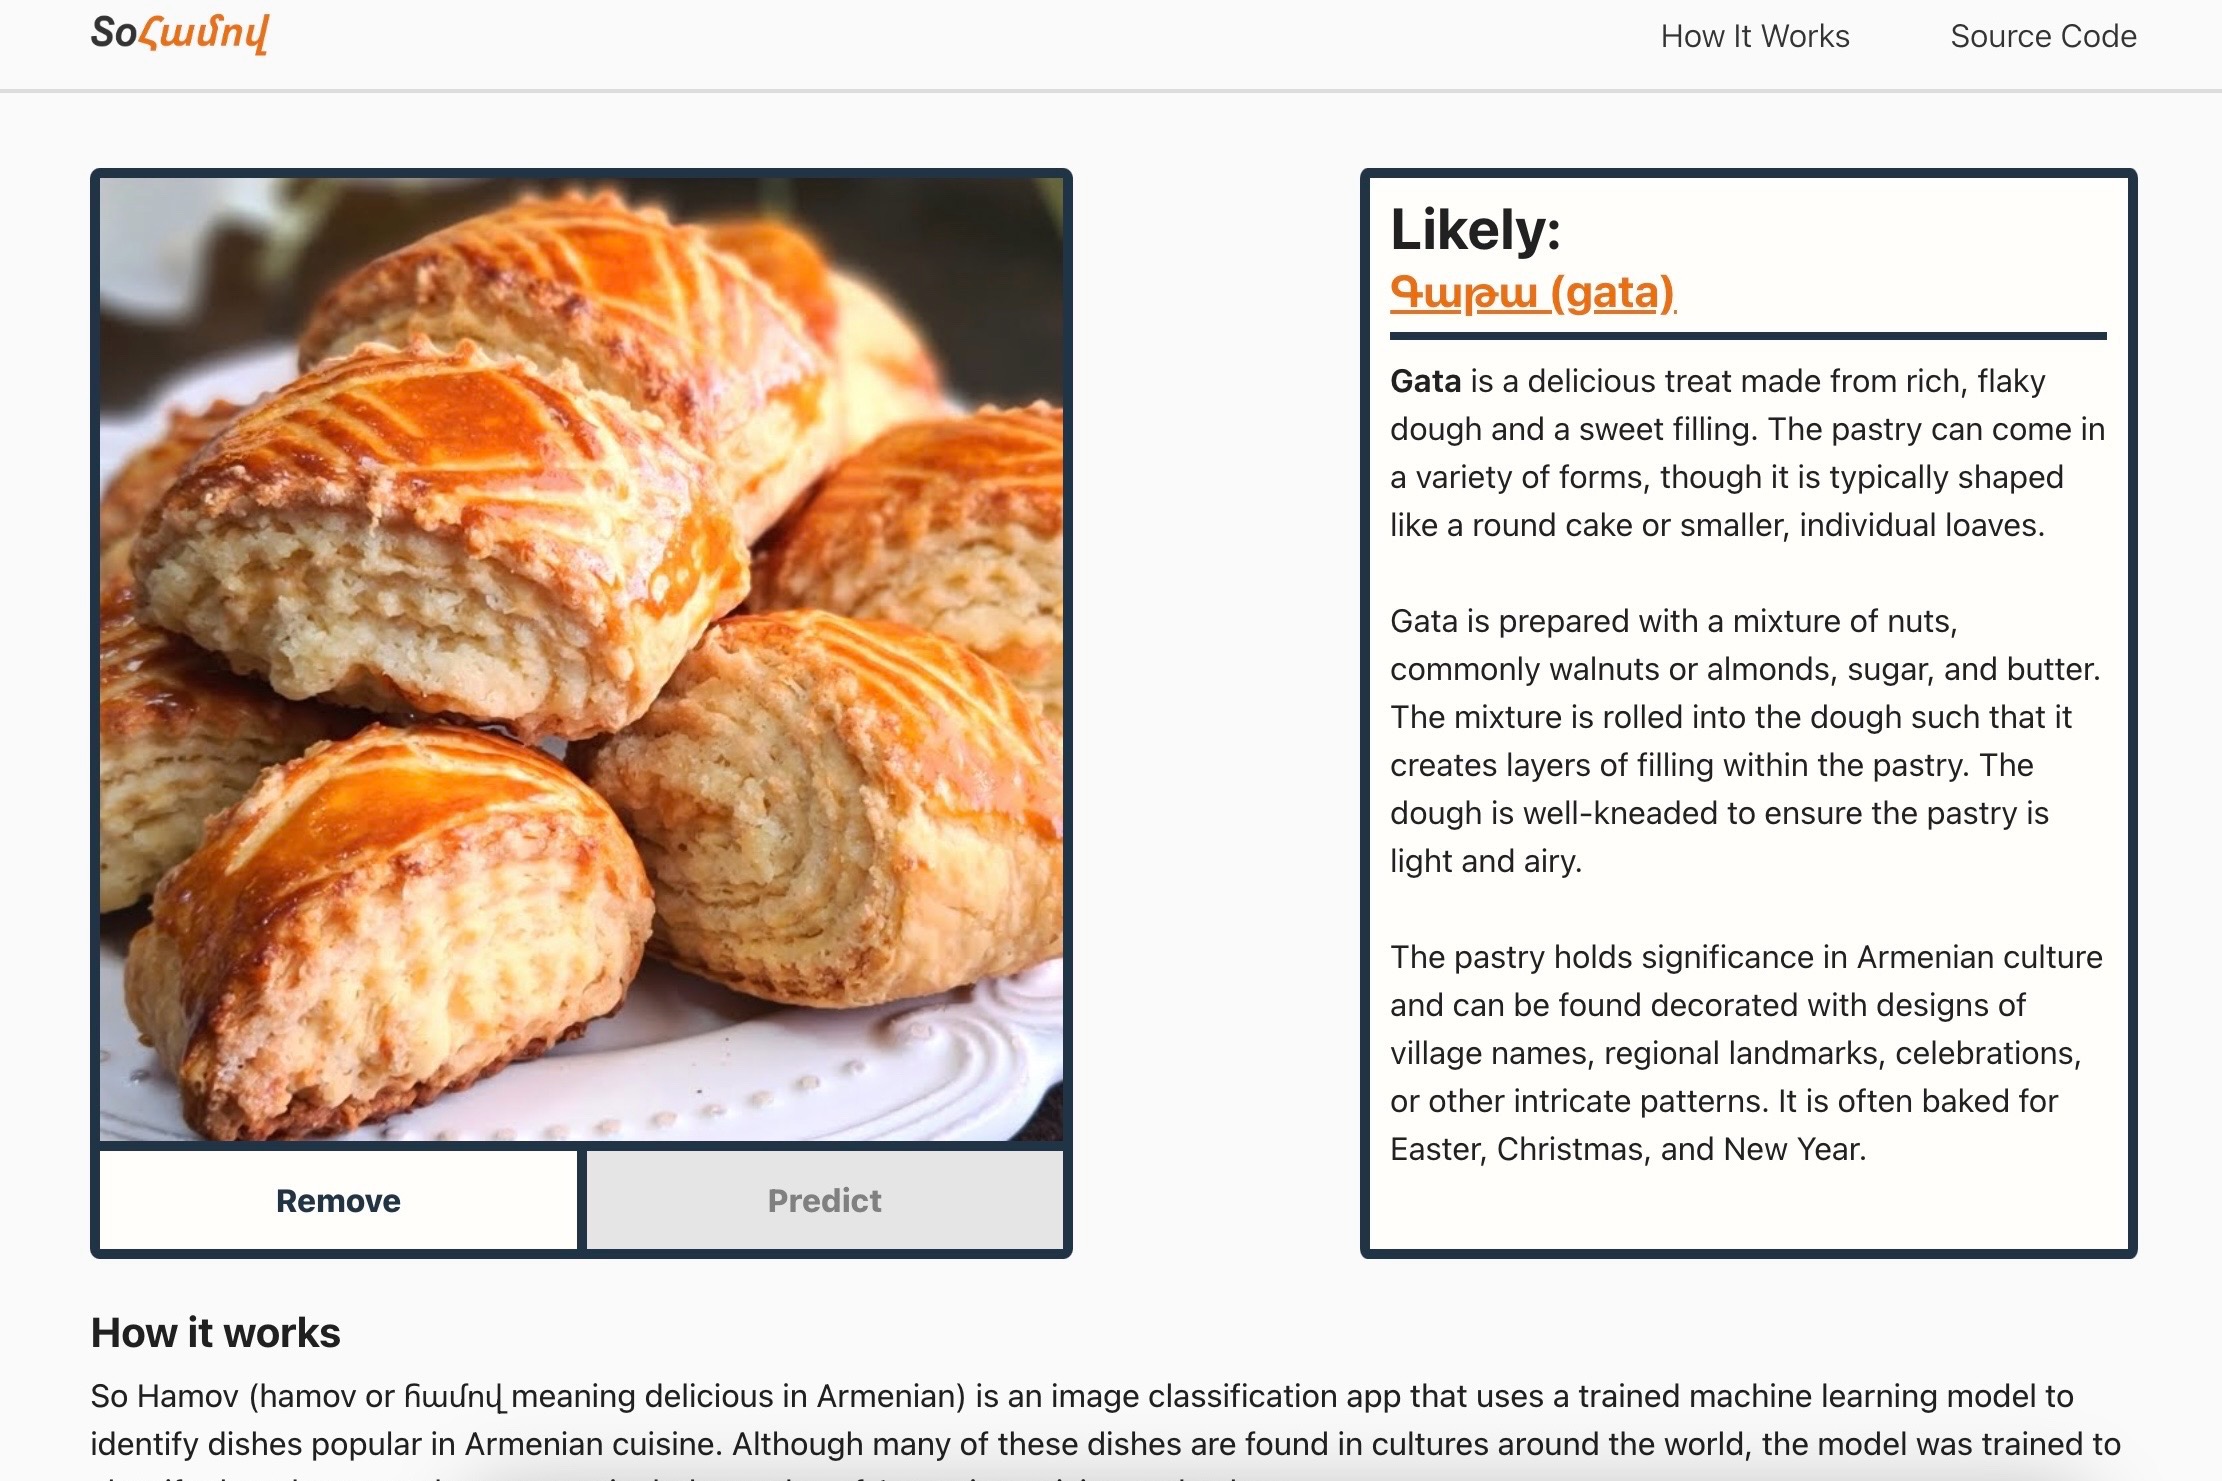 SoՀամով
How It Works
Source Code
Likely:
Գաթա (gata)
Gata is a delicious treat made from rich, flaky
dough and a sweet filling. The pastry can come in
a variety of forms, though it is typically shaped
like a round cake or smaller, individual loaves.
Gata is prepared with a mixture of nuts,
commonly walnuts or almonds, sugar, and butter.
The mixture is rolled into the dough such that it
creates layers of filling within the pastry. The
dough is well-kneaded to ensure the pastry is
light and airy.
The pastry holds significance in Armenian culture
and can be found decorated with designs of
village names, regional landmarks, celebrations,
or other intricate patterns. It is often baked for
Easter, Christmas, and New Year.
Remove
Predict
How it works
So Hamov (hamov or համով meaning delicious in Armenian) is an image classification app that uses a trained machine learning model to
identify dishes popular in Armenian cuisine. Although many of these dishes are found in cultures around the world, the model was trained to